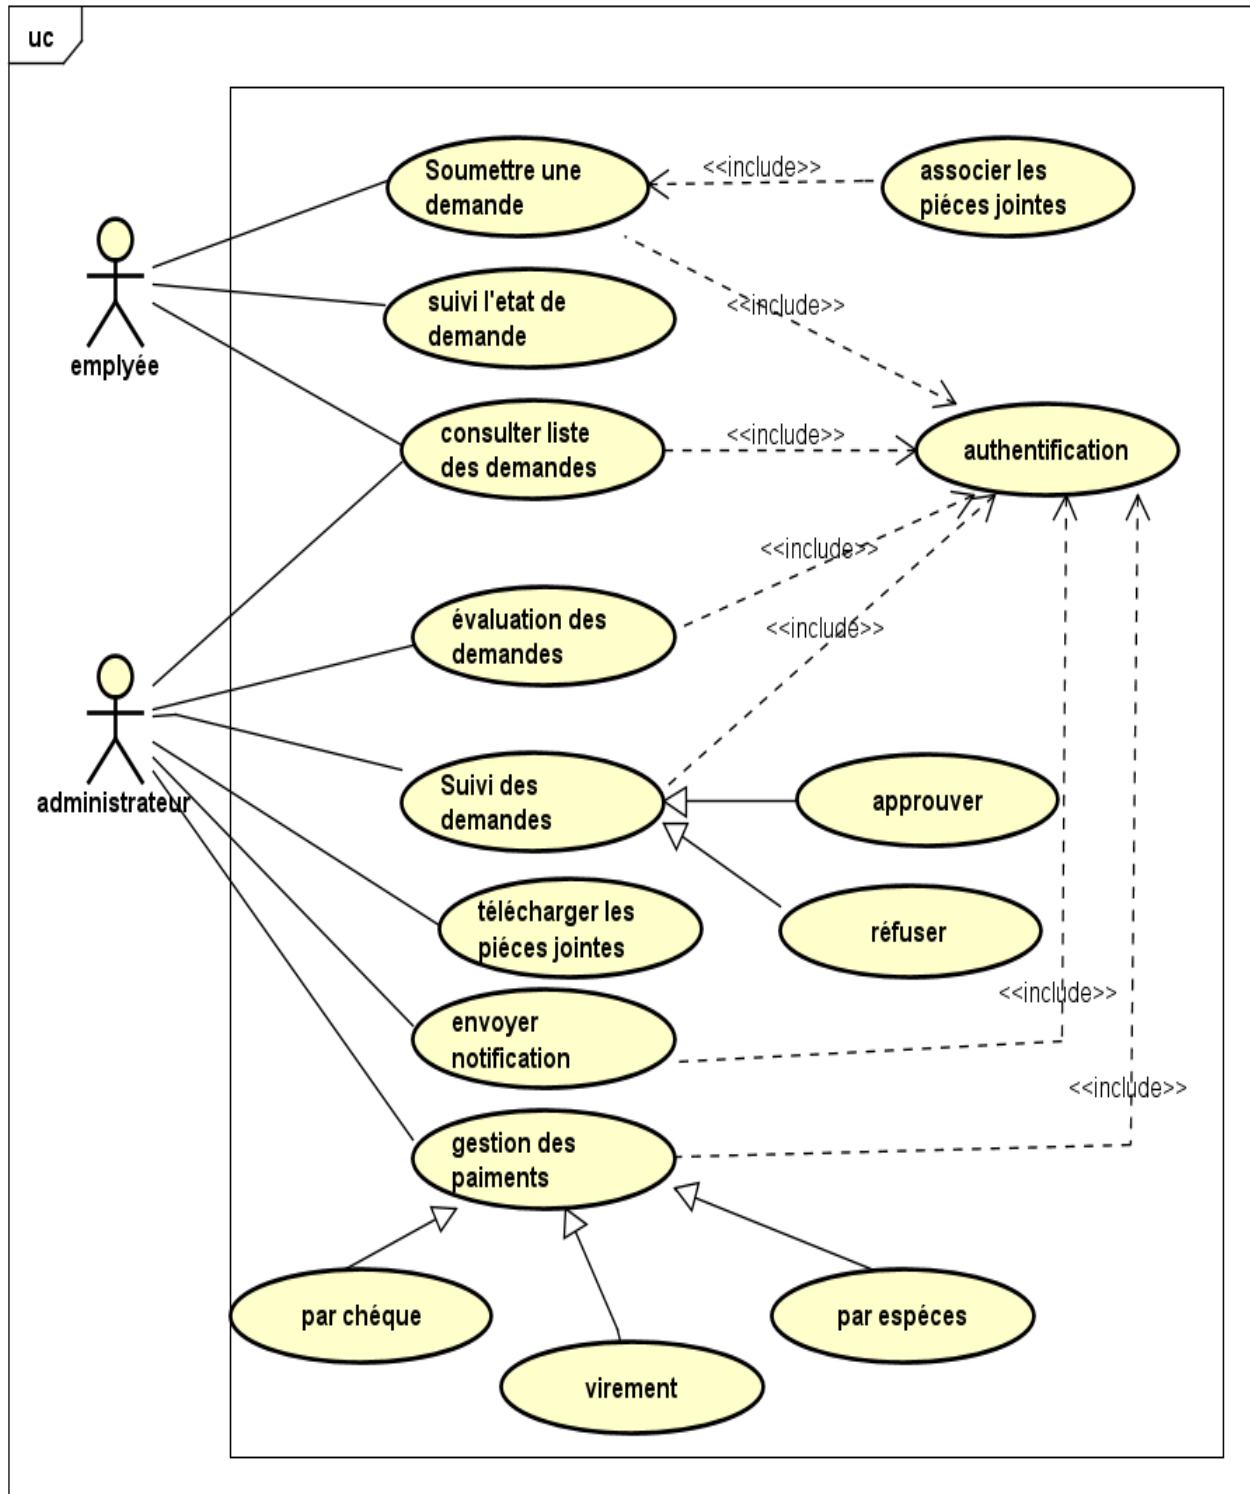 uc
Soumettre une
demande
<<include>>
associer les
piéces jointes
<<include>>
suivi l'etat de
demande
emplyée
consulter liste
des demandes
<<include>>
authentification
<<include>>
évaluation des
demandes
<<include>>
administrateur
Suivi des
demandes
approuver
télécharger les
piéces jointes
réfuser
<<include>>
envoyer
notification
<<include>>
gestion des
paiments
par chéque
par espéces
virement